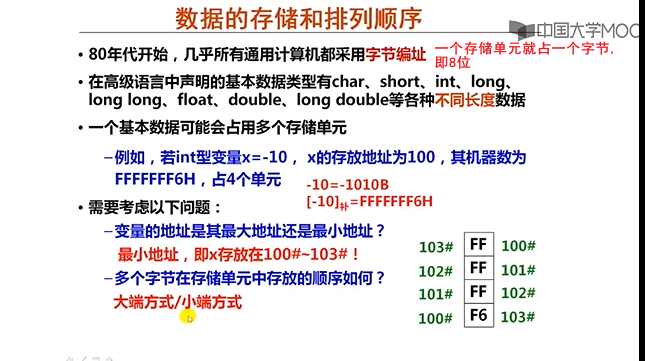 数据的存储和排列顺序
中国大学MOO
• 80年代开始，几乎所有通用计算机都采用字节编址
一个存储单元就占一个字节，
即8位
• 在高级语言中声明的基本数据类型有char、short、int、long、
long long、float、double、long double等各种不同长度数据
• 一个基本数据可能会占用多个存储单元
–例如，若int型变量x=-10， x的存放地址为100，其机器数为
FFFFFFF6H，占4个单元
-10=-1010B
[-10]补=FFFFFFF6H
• 需要考虑以下问题：
–变量的地址是其最大地址还是最小地址？
最小地址，即x存放在100#~103#！
–多个字节在存储单元中存放的顺序如何？
大端方式/小端方式
103# FF 100#
102# FF 101#
101# FF 102#
100# F6 103#